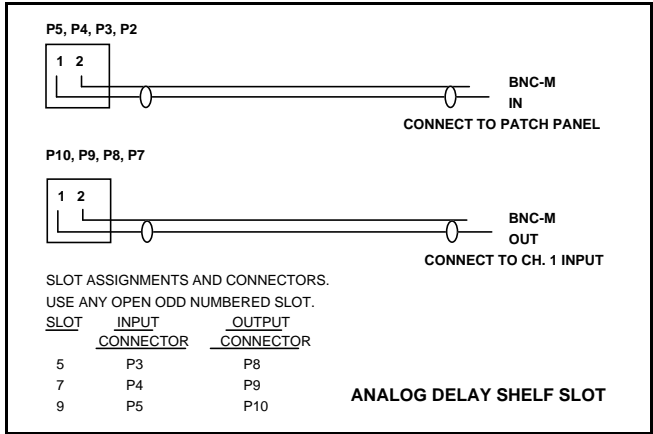 P5, P4, P3, P2
1 2
BNC-M
IN
CONNECT TO PATCH PANEL
P10, P9, P8, P7
1 2
BNC-M
OUT
CONNECT TO CH. 1 INPUT
SLOT ASSIGNMENTS AND CONNECTORS.
USE ANY OPEN ODD NUMBERED SLOT.
SLOT INPUT OUTPUT
CONNECTOR CONNECTOR
5 P3 P8
7 P4 P9
9 P5 P10
ANALOG DELAY SHELF SLOT